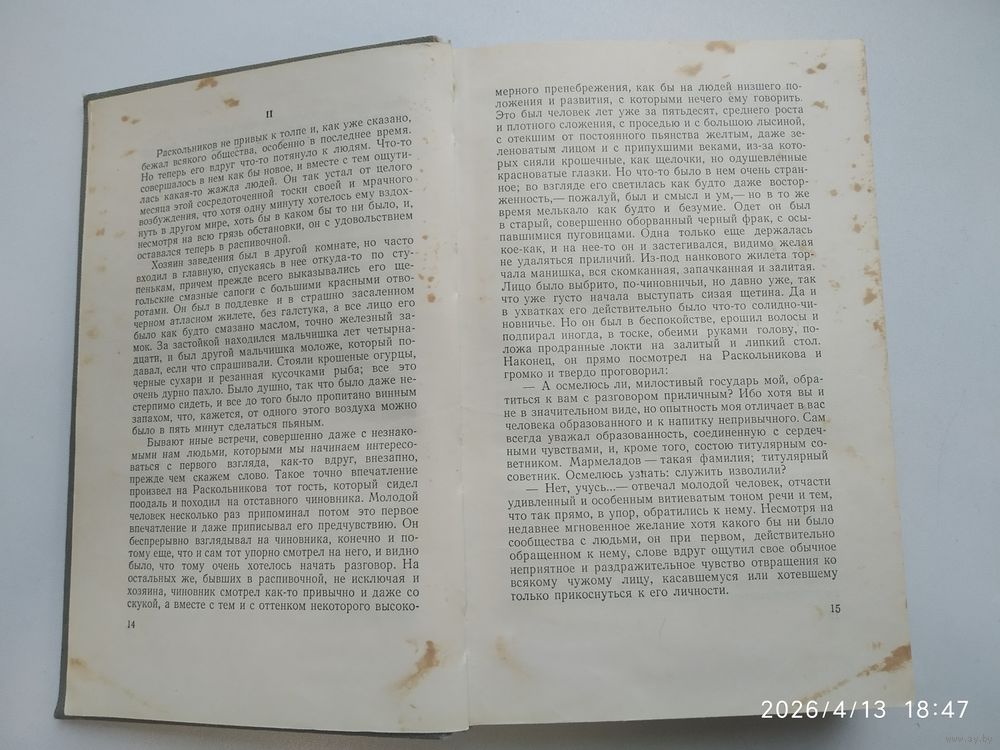 II
Раскольников не привык к толпе и, как уже сказано,
бежал всякого общества, особенно в последнее время.
Но теперь его вдруг что-то потянуло к людям. Что-то
совершалось в нем как бы новое, и вместе с тем ощути-
лась какая-то жажда людей. Он так устал от целого
месяца этой сосредоточенной тоски своей и мрачного
возбуждения, что хотя одну минуту хотелось ему вздох-
нуть в другом мире, хоть бы в каком бы то ни было, и,
несмотря на всю грязь обстановки, он с удовольствием
оставался теперь в распивочной.
Хозяин заведения был в другой комнате, но часто
входил в главную, спускаясь в нее откуда-то по сту-
пенькам, причем прежде всего выказывались его ще-
гольские смазные сапоги с большими красными отво-
ротами. Он был в поддевке и в страшно засаленном
черном атласном жилете, без галстука, а все лицо его
было как будто смазано маслом, точно железный за-
мок. За застойкой находился мальчишка лет четырна-
дцати, и был другой мальчишка моложе, который по-
давал, если что спрашивали. Стояли крошеные огурцы,
черные сухари и резанная кусочками рыба; все это
очень дурно пахло. Было душно, так что было даже не-
стерпимо сидеть, и все до того было пропитано винным
запахом, что, кажется, от одного этого воздуха можно
было в пять минут сделаться пьяным.
Бывают иные встречи, совершенно даже с незнако-
мыми нам людьми, которыми мы начинаем интересо-
ваться с первого взгляда, как-то вдруг, внезапно,
прежде чем скажем слово. Такое точно впечатление
произвел на Раскольникова тот гость, который сидел
поодаль и походил на отставного чиновника. Молодой
человек несколько раз припоминал потом это первое
впечатление и даже приписывал его предчувствию. Он
беспрерывно взглядывал на чиновника, конечно и по-
тому еще, что и сам тот упорно смотрел на него, и видно
было, что тому очень хотелось начать разговор. На
остальных же, бывших в распивочной, не исключая и
хозяина, чиновник смотрел как-то привычно и даже со
скукой, а вместе с тем и с оттенком некоторого высоко-
14
мерного пренебрежения, как бы на людей низшего по-
ложения и развития, с которыми нечего ему говорить.
Это был человек лет уже за пятьдесят, среднего роста
и плотного сложения, с проседью и с большою лысиной,
с отекшим от постоянного пьянства желтым, даже зе-
леноватым лицом и с припухшими веками, из-за кото-
рых сияли крошечные, как щелочки, но одушевленные
красноватые глазки. Но что-то было в нем очень стран-
ное; во взгляде его светилась как будто даже востор-
женность,— пожалуй, был и смысл и ум,— но в то же
время мелькало как будто и безумие. Одет он был
в старый, совершенно оборванный черный фрак, с осы-
павшимися пуговицами. Одна только еще держалась
кое-как, и на нее-то он и застегивался, видимо желая
не удаляться приличий. Из-под нанкового жилета тор-
чала манишка, вся скомканная, запачканная и залитая.
Лицо было выбрито, по-чиновничьи, но давно уже, так
что уже густо начала выступать сизая щетина. Да и
в ухватках его действительно было что-то солидно-чи-
новничье. Но он был в беспокойстве, ерошил волосы и
подпирал иногда, в тоске, обеими руками голову, по-
ложа продранные локти на залитый и липкий стол.
Наконец, он прямо посмотрел на Раскольникова и
громко и твердо проговорил:
— А осмелюсь ли, милостивый государь мой, обра-
титься к вам с разговором приличным? Ибо хотя вы и
не в значительном виде, но опытность моя отличает в вас
человека образованного и к напитку непривычного. Сам
всегда уважал образованность, соединенную с сердеч-
ными чувствами, и, кроме того, состою титулярным со-
ветником. Мармеладов — такая фамилия; титулярный
советник. Осмелюсь узнать: служить изволили?
— Нет, учусь...— отвечал молодой человек, отчасти
удивленный и особенным витиеватым тоном речи и тем,
что так прямо, в упор, обратились к нему. Несмотря на
недавнее мгновенное желание хотя какого бы ни было
сообщества с людьми, он при первом, действительно
обращенном к нему, слове вдруг ощутил свое обычное
неприятное и раздражительное чувство отвращения ко
всякому чужому лицу, касавшемуся или хотевшему
только прикоснуться к его личности.
15
2026/4/13 18:47
www.ay.by